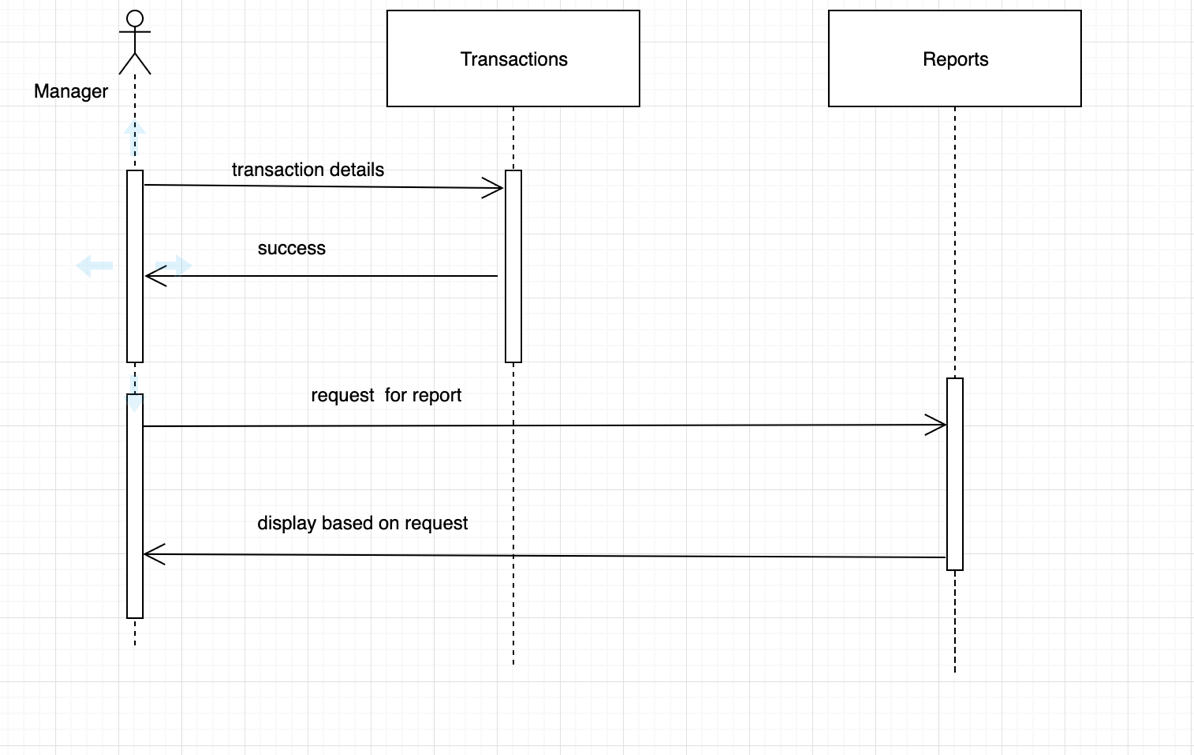 Transactions
Reports
Manager
transaction details
success
request  for report
display based on request